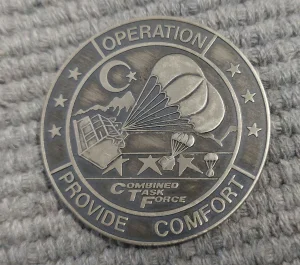 OPERATION
COMBINED
TASK
FORCE
PROVIDE COMFORT